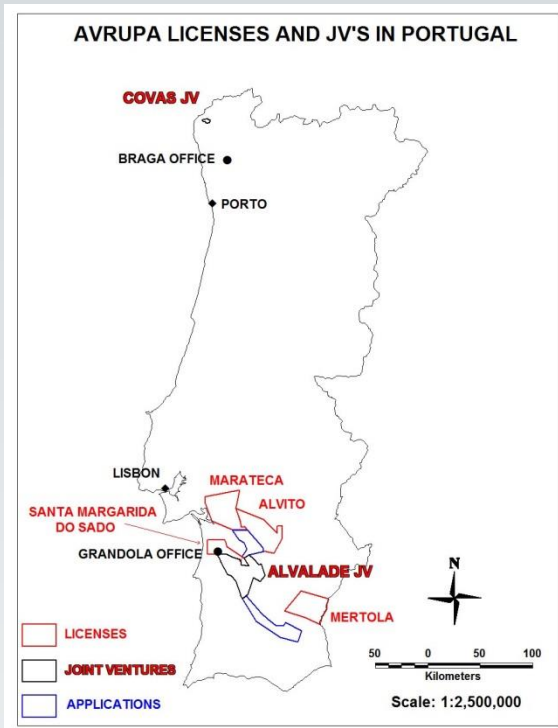 AVRUPA LICENSES AND JV'S IN PORTUGAL
COVAS JV
BRAGA OFFICE
PORTO
LISBON
MARATECA
ALVITO
SANTA MARGARIDA
DO SADO
GRANDOLA OFFICE
ALVALADE JV
MERTOLA
N
LICENSES
JOINT VENTURES
APPLICATIONS
50 0 50 100
Kilometers
Scale: 1:2,500,000